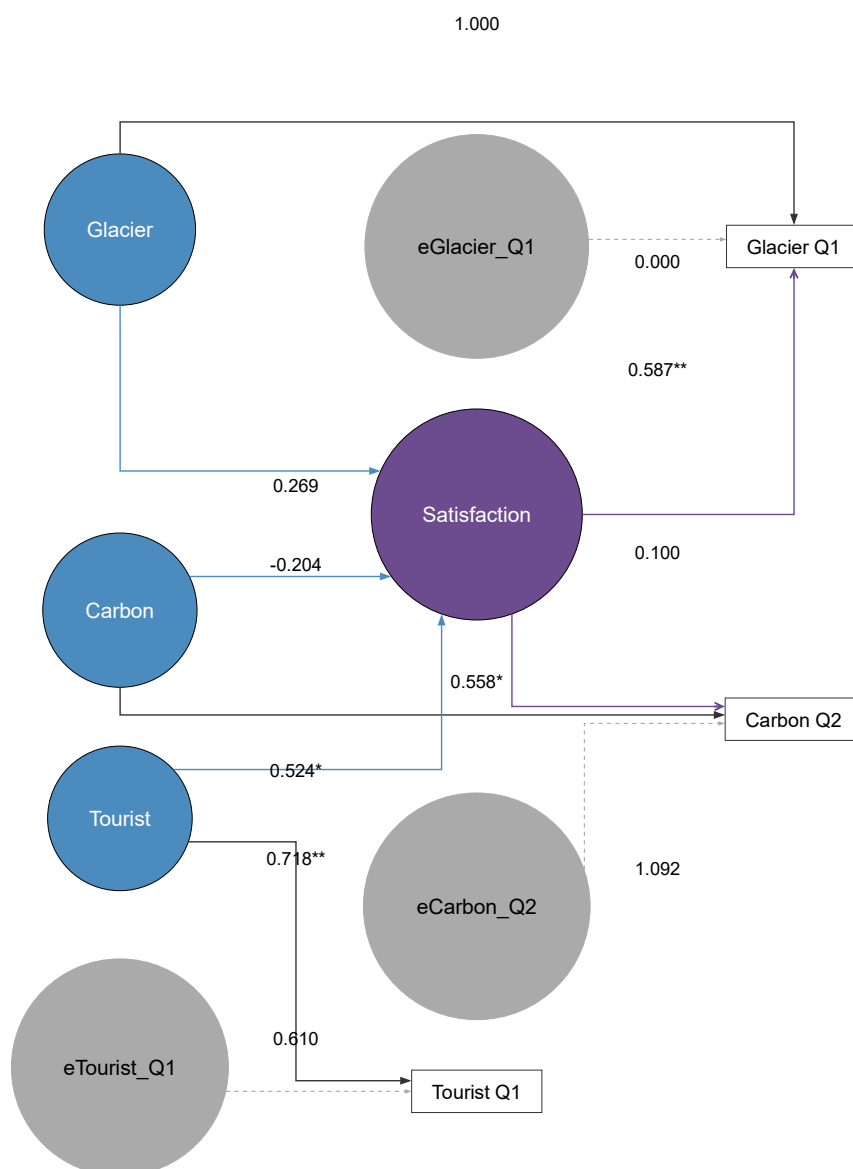 1.000
Glacier
eGlacier_Q1
Glacier Q1
0.000
0.587**
0.269
Satisfaction
0.100
-0.204
Carbon
0.558*
Carbon Q2
0.524*
Tourist
0.718**
1.092
eCarbon_Q2
0.610
eTourist_Q1
Tourist Q1